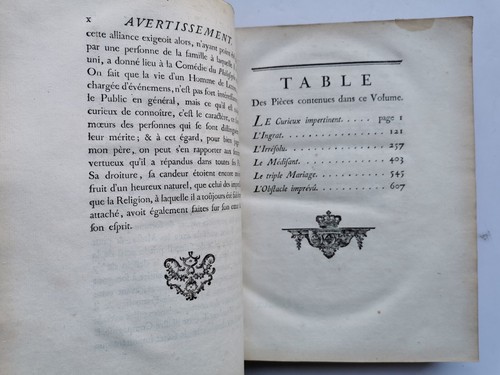 x AVERTISSEMENT.
cette alliance exigeoit alors, n'ayant point
par une personne de la famille à laquelle il
uni, a donné lieu à la Comédie du
On sait que la vie d'un Homme de Lettres
chargée d'événemens, n'est pas fort
le Public en général, mais ce qu'il est
curieux de connoître, c'est le caractère,
mœurs des personnes qui se sont
leur mérite; & à cet égard, pour
mon père, on peut s'en rapporter aux
vertueux qu'il a répandus dans
Sa droiture, sa candeur étoient encore
d'un heureux naturel, que celui des
que la Religion, à laquelle il a toûjours été
attaché, avoit également faites sur son
son esprit.
TABLE
Des Pièces contenues dans ce Volume.
LE Curieux impertinent..... page 1
L'Ingrat............ 121
L'Irrésolu........... 257
Le Médisant.......... 403
Le triple Mariage........ 545
L'Obstacle imprévû........ 607